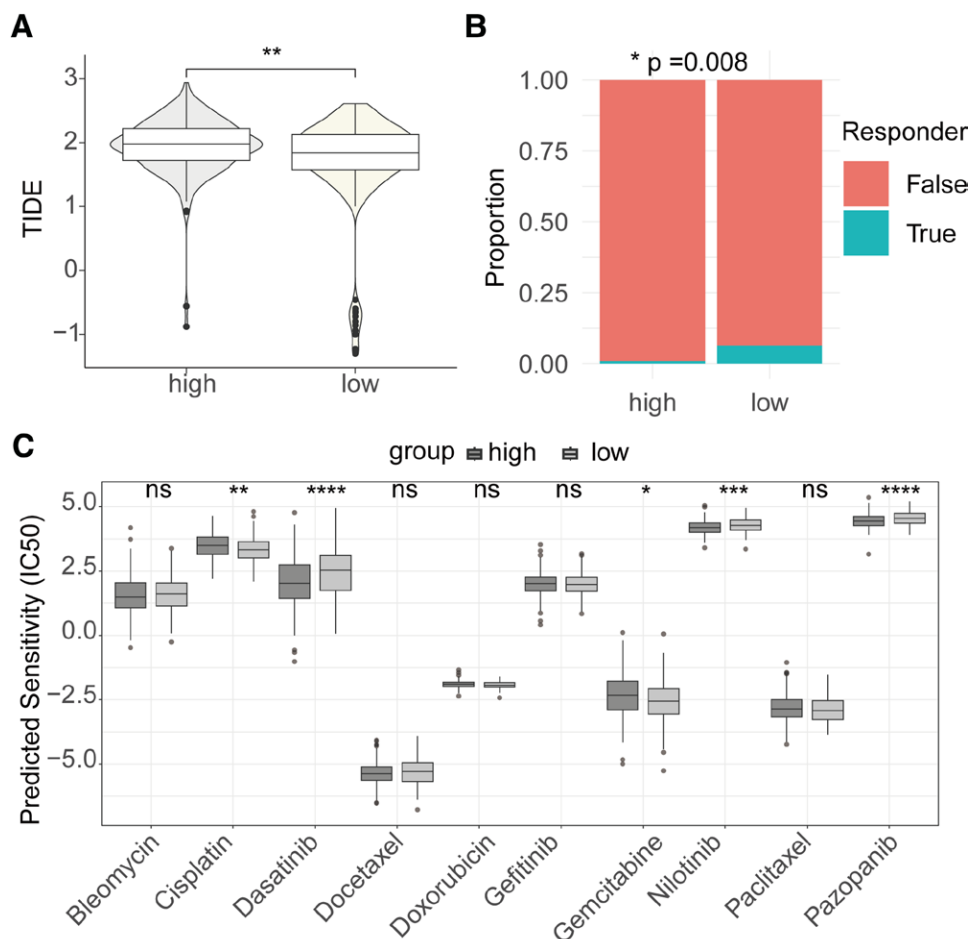 A
**
TIDE
3
2
1
0
−1
high
low
B
* p =0.008
Proportion
1.00
0.75
0.50
0.25
0.00
high
low
Responder
False
True
C
group high low
ns ** **** ns ns ns * *** ns ****
Predicted Sensitivity (IC50)
5.0
2.5
0.0
−2.5
−5.0
Bleomycin
Cisplatin
Dasatinib
Docetaxel
Doxorubicin
Gefitinib
Gemcitabine
Nilotinib
Paclitaxel
Pazopanib